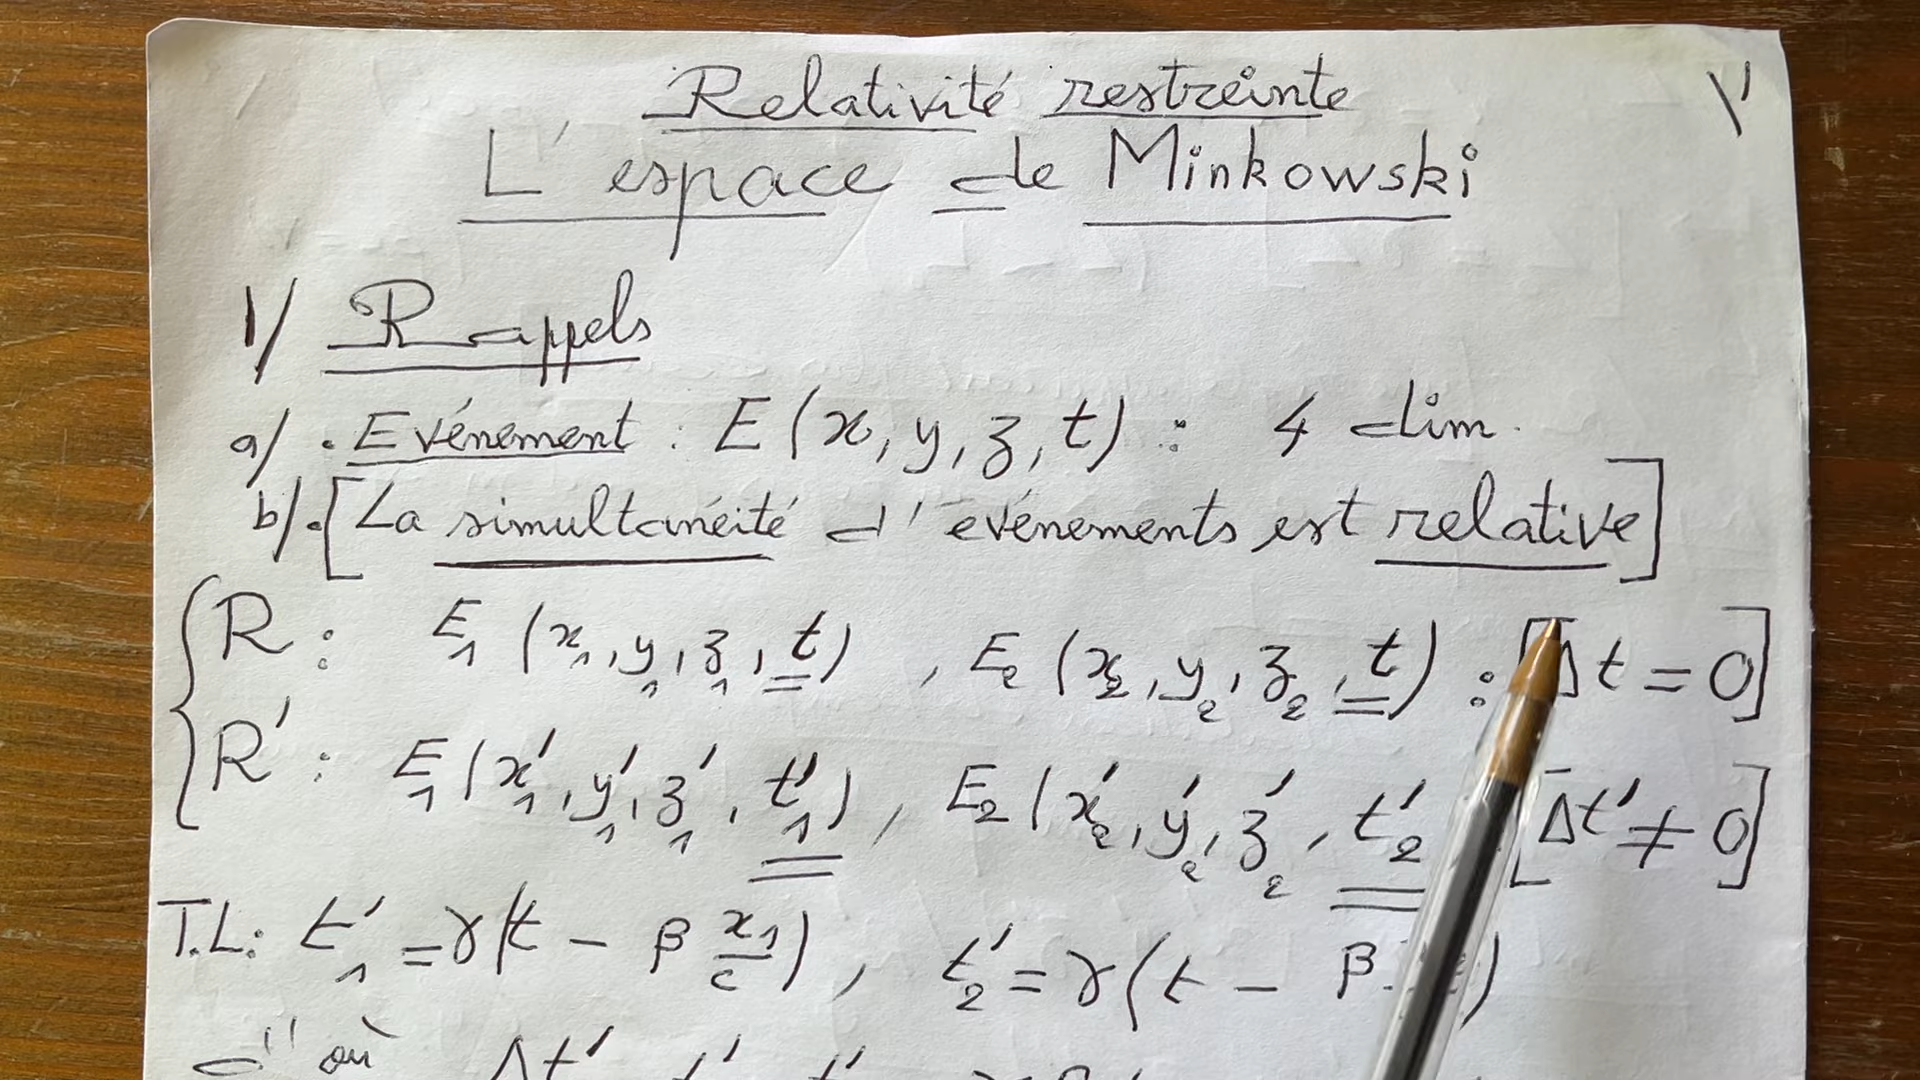 Relativité restreinte
1/
L'espace de Minkowski
1/ Rappels
a/ . Evénement : E (x, y, z, t) : 4 dim.
b/ . [La simultanéité d'événements est relative]
R : E₁ (x₁, y₁, z₁, t) , E₂ (x₂, y₂, z₂, t) : [Δt = 0]
R' : E₁ (x'₁, y'₁, z'₁, t'₁) , E₂ (x'₂, y'₂, z'₂, t'₂ [Δt' ≠ 0]
T.L: t'₁ = γ(t - β x₁/c) , t'₂ = γ(t - β )
d'où Δt'